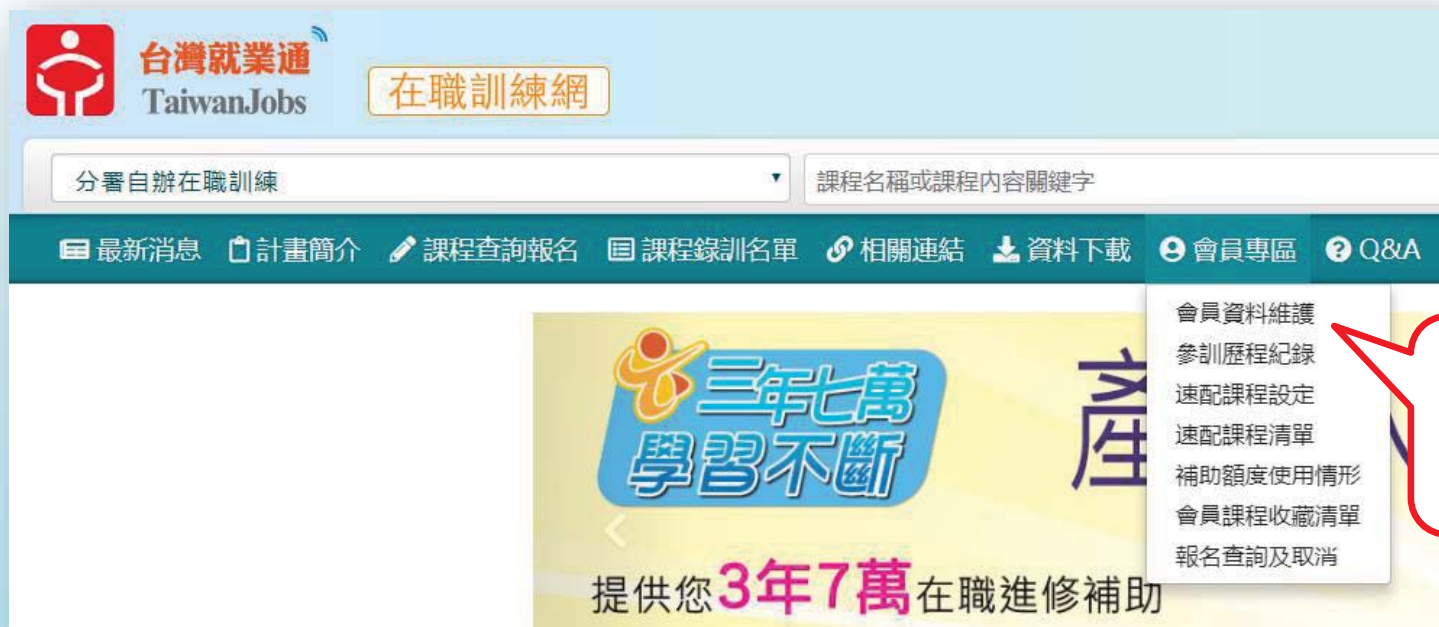 台灣就業通
TaiwanJobs
在職訓練網
分署自辦在職訓練
課程名稱或課程內容關鍵字
最新消息 計畫簡介 課程查詢報名 課程錄訓名單 相關連結 資料下載 會員專區 Q&A
會員資料維護
參訓歷程紀錄
速配課程設定
速配課程清單
補助額度使用情形
會員課程收藏清單
報名查詢及取消
三年七萬
學習不斷
產
提供您3年7萬在職進修補助